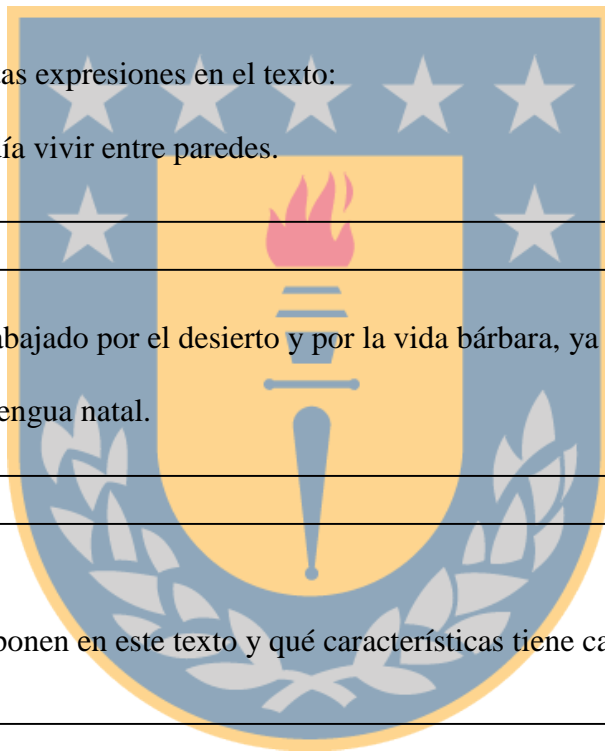 as expresiones en el texto:
ía vivir entre paredes.
abajado por el desierto y por la vida bárbara, ya
engua natal.
ponen en este texto y qué características tiene ca